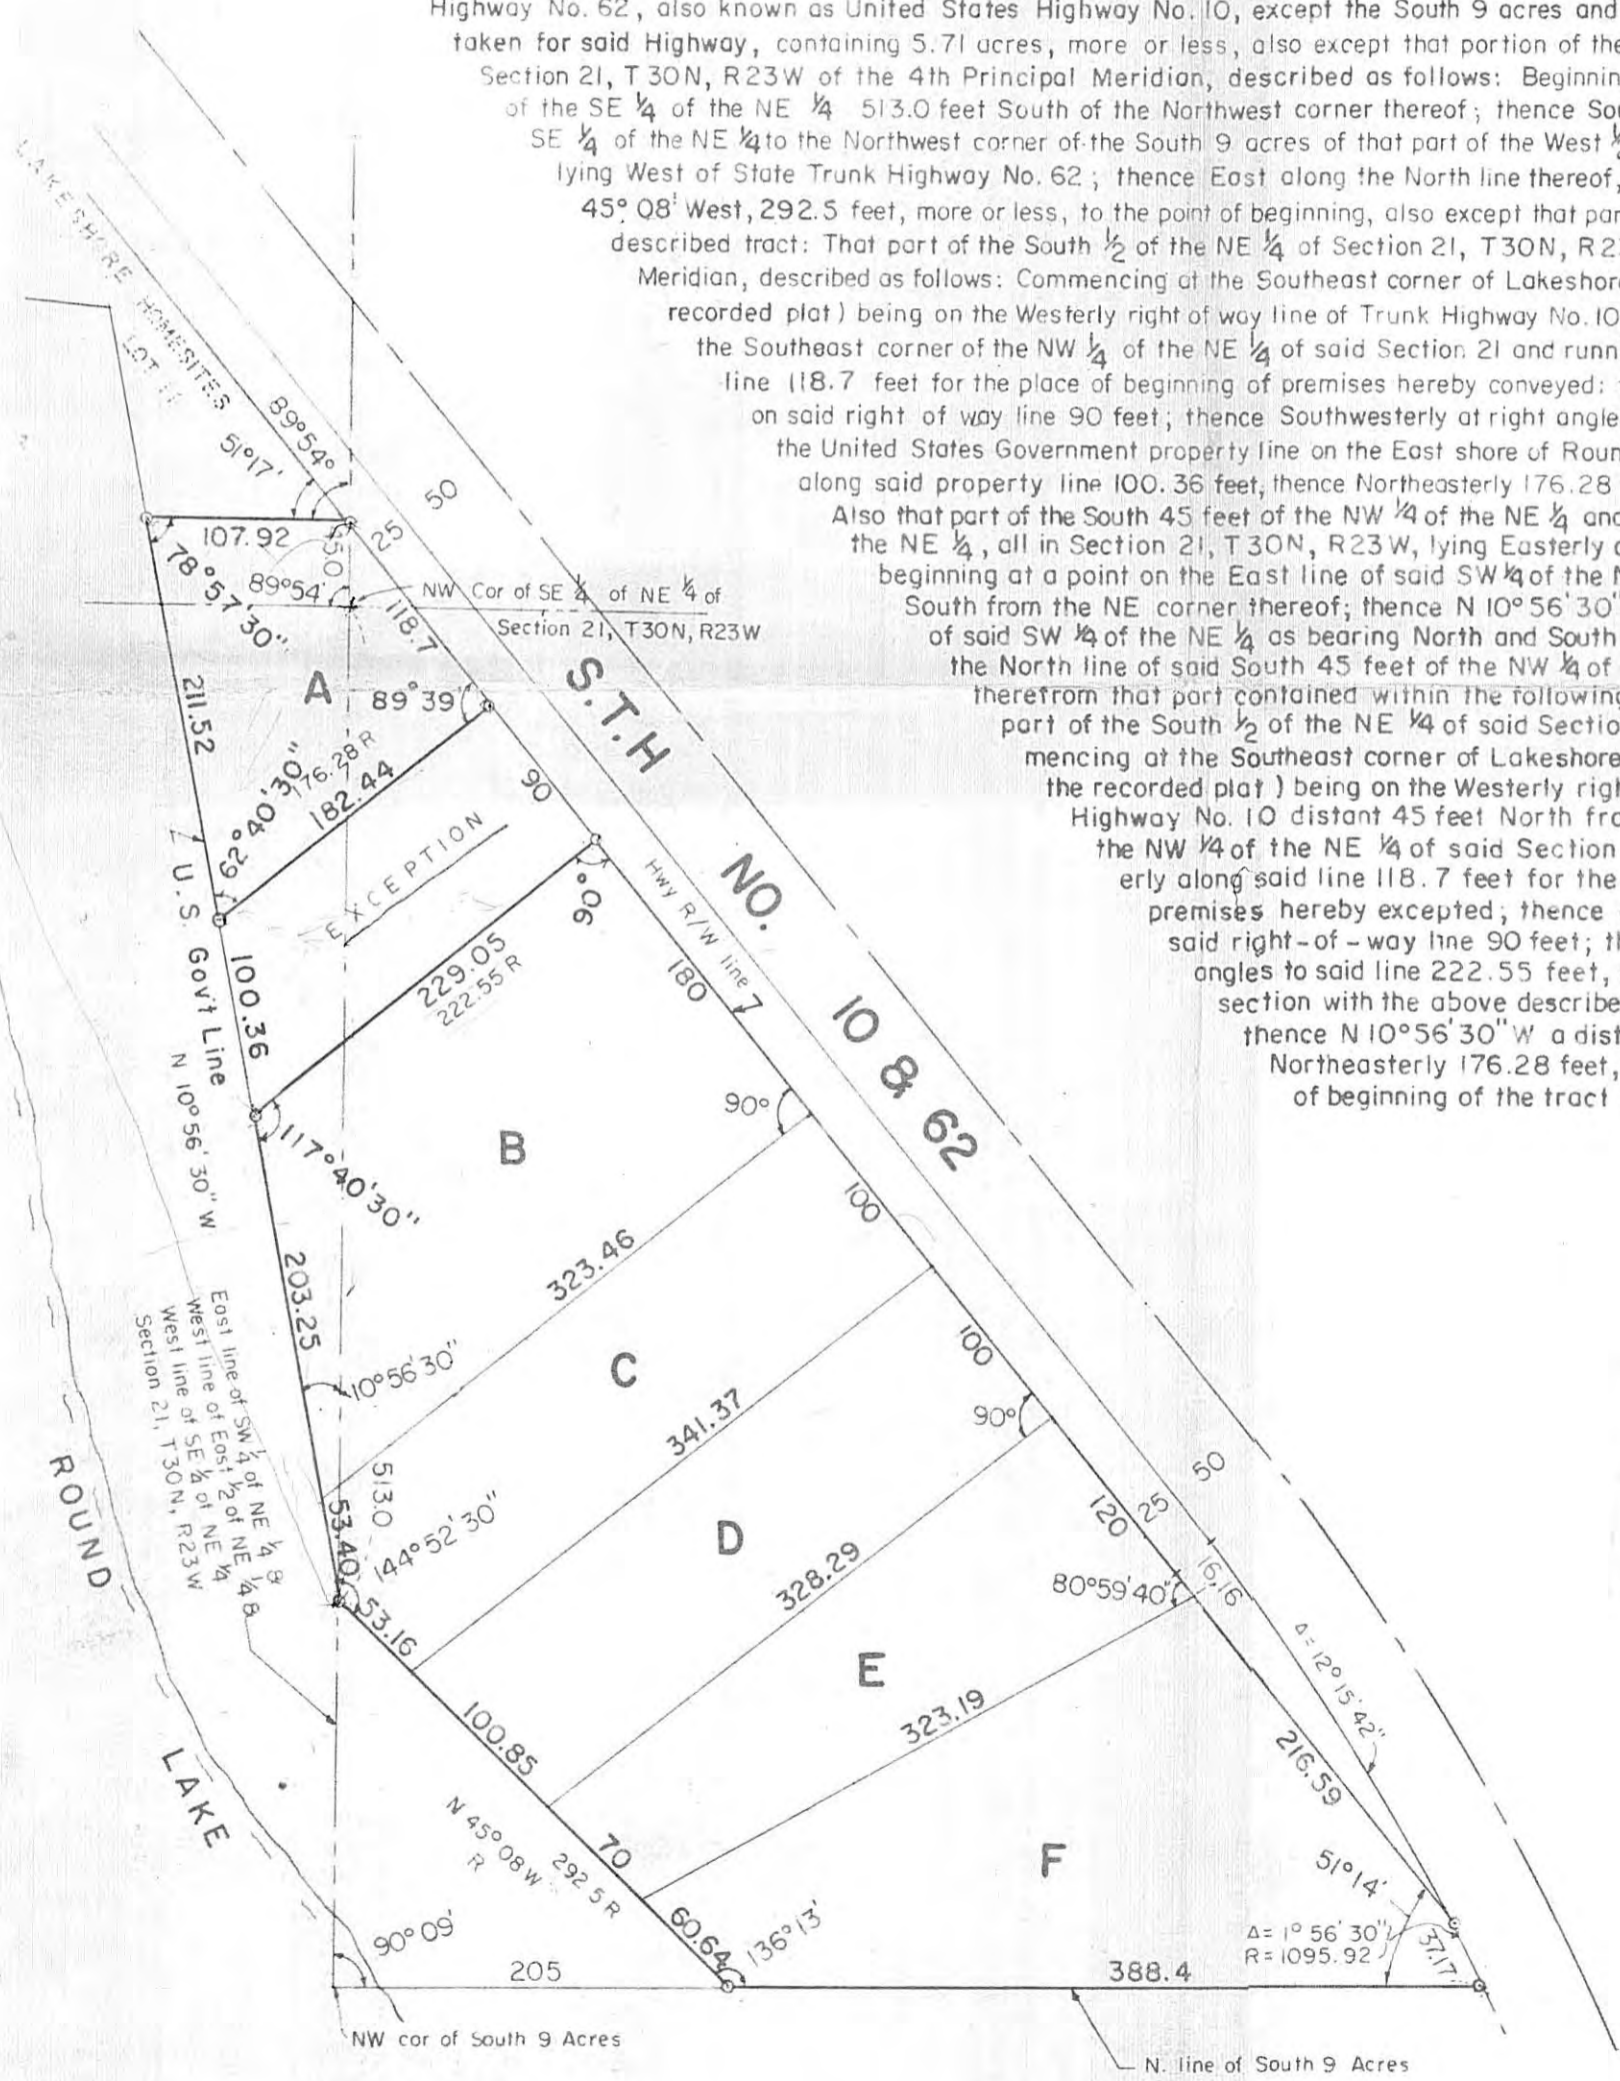 Highway No. 62, also known as United States Highway No. 10, except the South 9 acres and
taken for said Highway, containing 5.71 acres, more or less, also except that portion of the
Section 21, T 30N, R23W of the 4th Principal Meridian, described as follows: Beginnin
of the SE 1/4 of the NE 1/4 513.0 feet South of the Northwest corner thereof; thence So
SE 1/4 of the NE 1/4 to the Northwest corner of the South 9 acres of that part of the West
lying West of State Trunk Highway No. 62; thence East along the North line thereof,
45° 08' West, 292.5 feet, more or less, to the point of beginning, also except that par
described tract: That part of the South 1/2 of the NE 1/4 of Section 21, T30N, R2
Meridian, described as follows: Commencing at the Southeast corner of Lakeshor
recorded plat) being on the Westerly right of way line of Trunk Highway No. 10
the Southeast corner of the NW 1/4 of the NE 1/4 of said Section 21 and runn
line 118.7 feet for the place of beginning of premises hereby conveyed:
on said right of way line 90 feet; thence Southwesterly at right angle
the United States Government property line on the East shore of Roun
along said property line 100.36 feet, thence Northeasterly 176.28
Also that part of the South 45 feet of the NW 1/4 of the NE 1/4 and
the NE 1/4, all in Section 21, T30N, R23W, lying Easterly o
beginning at a point on the East line of said SW 1/4 of the N
South from the NE corner thereof; thence N 10° 56' 30"
of said SW 1/4 of the NE 1/4 as bearing North and South
the North line of said South 45 feet of the NW 1/4 of
therefrom that part contained within the following
part of the South 1/2 of the NE 1/4 of said Sectio
mencing at the Southeast corner of Lakeshore
the recorded plat) being on the Westerly righ
Highway No. 10 distant 45 feet North fro
the NW 1/4 of the NE 1/4 of said Section
erly along said line 118.7 feet for the
premises hereby excepted; thence
said right-of-way line 90 feet; th
angles to said line 222.55 feet,
section with the above describe
thence N 10°56'30" W a dist
Northeasterly 176.28 feet,
of beginning of the tract
LAKESHORE HOMESITES
LOT
89°54'
51°17'
50
25
107.92
45.0
89°54'
78°57'30"
NW Cor of SE 1/4 of NE 1/4 of
Section 21, T30N, R23W
118.7
A
89°39'
211.52
62°40'30"
176.28 R
182.44
S.T.H NO. 10 & 62
90
EXCEPTION
90°
Hwy R/W line
U.S. Gov't Line
N 10°56'30" W
100.36
229.05
222.55 R
180
117°40'30"
B
90°
203.25
323.46
100
10°56'30"
C
100
341.37
East line of SW 1/4 of NE 1/4 &
West line of East 1/2 of NE 1/4 &
West line of SE 1/4 of NE 1/4
Section 21, T30N, R23W
513.0
53.40
144°52'30"
53.16
D
90°
50
25
120
16.16
328.29
80°59'40"
E
ROUND LAKE
100.85
323.19
Δ = 12°15'42"
216.59
N 45°08 W
R
292.5 R
70
F
51°14'
60.64
136°13'
90°09'
205
Δ = 1°56'30"
R = 1095.92
37.17
388.4
NW cor of South 9 Acres
N. line of South 9 Acres